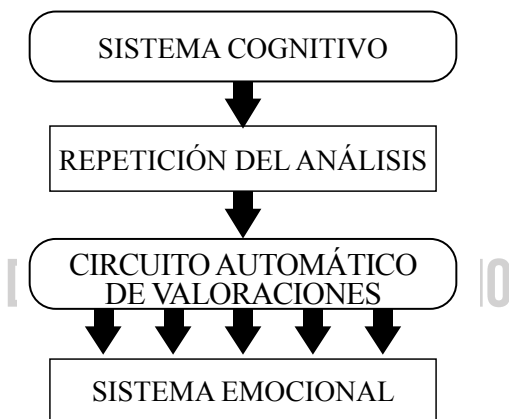 SISTEMA COGNITIVO
REPETICIÓN DEL ANÁLISIS
CIRCUITO AUTOMÁTICO
DE VALORACIONES
SISTEMA EMOCIONAL